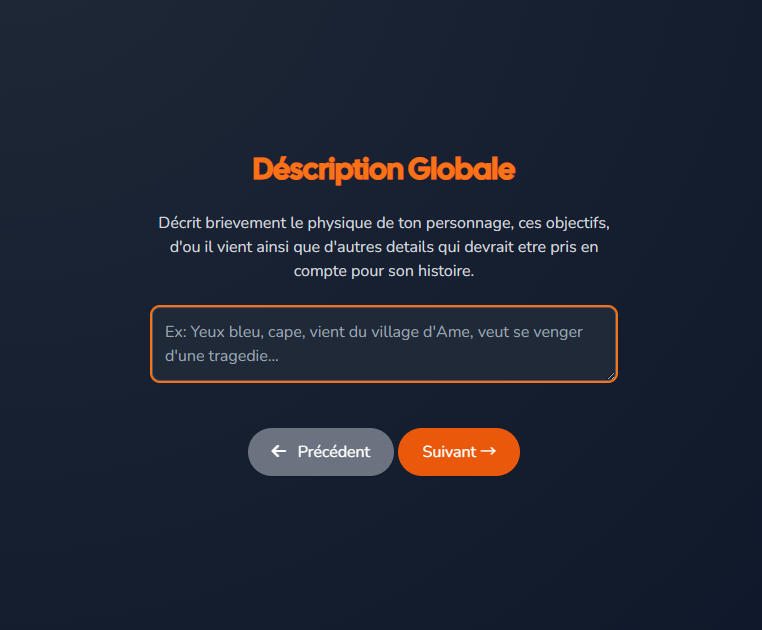 Déscription Globale
Décrit brievement le physique de ton personnage, ces objectifs,
d'ou il vient ainsi que d'autres details qui devrait etre pris en
compte pour son histoire.
Ex: Yeux bleu, cape, vient du village d'Ame, veut se venger
d'une tragedie...
← Précédent Suivant →